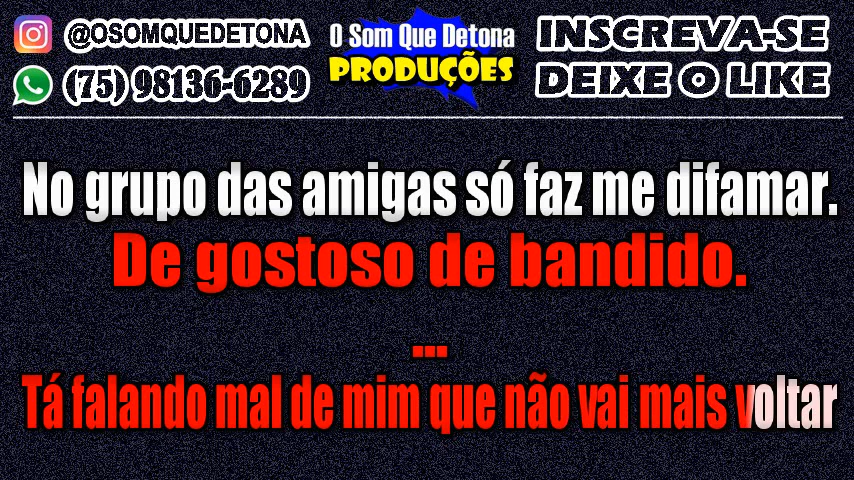 @OSOMQUEDETONA
(75) 98136-6289
O Som Que Detona
PRODUÇÕES
INSCREVA-SE
DEIXE O LIKE
No grupo das amigas só faz me difamar.
De gostoso de bandido.
...
Tá falando mal de mim que não vai mais voltar